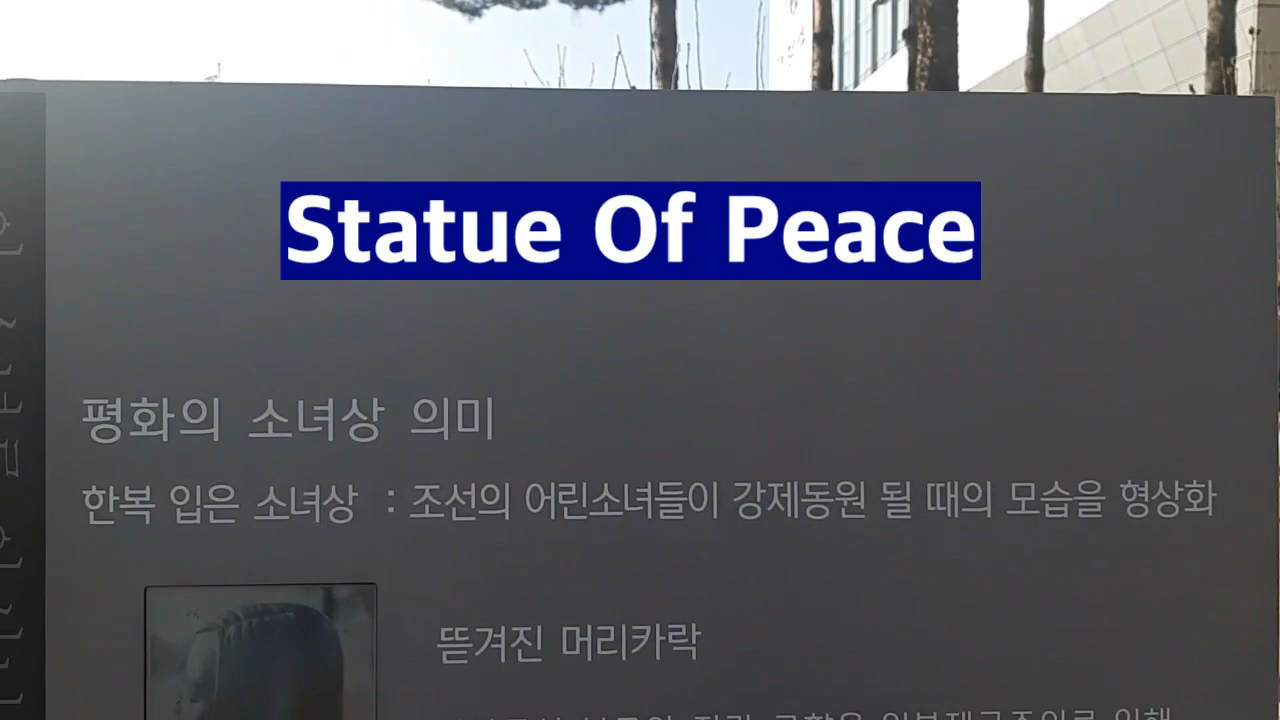 Statue Of Peace
평화의 소녀상 의미
한복 입은 소녀상 : 조선의 어린소녀들이 강제동원 될 때의 모습을 형상화
뜯겨진 머리카락